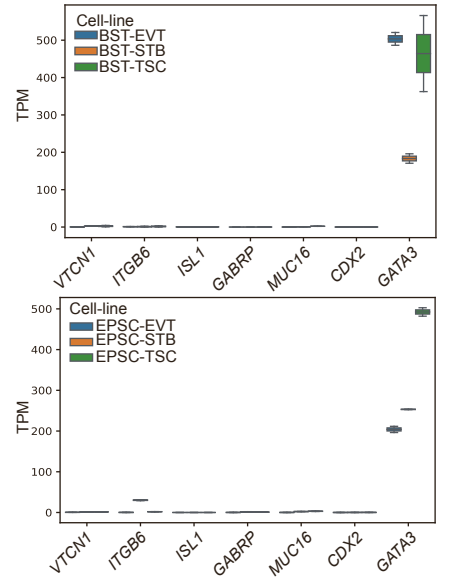 Cell-line
BST-EVT
BST-STB
BST-TSC
TPM
500
400
300
200
100
0
VTCN1 ITGB6 ISL1 GABRP MUC16 CDX2 GATA3
Cell-line
EPSC-EVT
EPSC-STB
EPSC-TSC
TPM
500
400
300
200
100
0
VTCN1 ITGB6 ISL1 GABRP MUC16 CDX2 GATA3